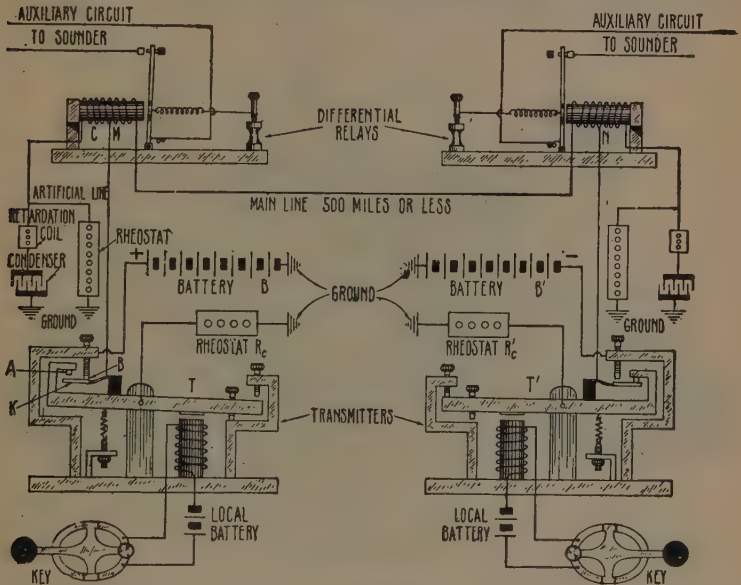 AUXILIARY CIRCUIT
TO SOUNDER
AUXILIARY CIRCUIT
TO SOUNDER
DIFFERENTIAL
RELAYS
C M
N
MAIN LINE 500 MILES OR LESS
ARTIFICIAL LINE
RETARDATION
COIL
RHEOSTAT
CONDENSER
GROUND
+
BATTERY B
GROUND
−
BATTERY B'
GROUND
RHEOSTAT Rc
RHEOSTAT R'c
A
B
K
T
T'
TRANSMITTERS
LOCAL
BATTERY
LOCAL
BATTERY
KEY
KEY